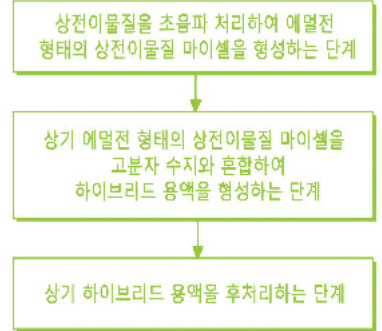 상전이물질을 초음파 처리하여 에멀전
형태의 상전이물질 마이셀을 형성하는 단계
상기 에멀전 형태의 상전이물질 마이셀을
고분자 수지와 혼합하여
하이브리드 용액을 형성하는 단계
상기 하이브리드 용액을 후처리하는 단계